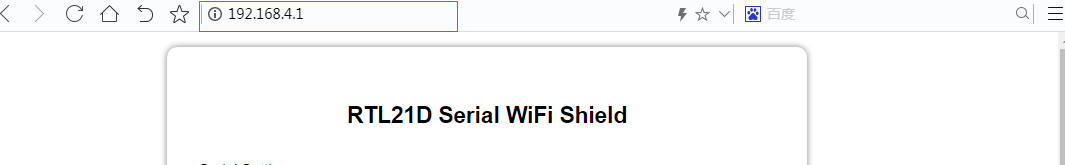 192.168.4.1
百度
RTL21D Serial WiFi Shield